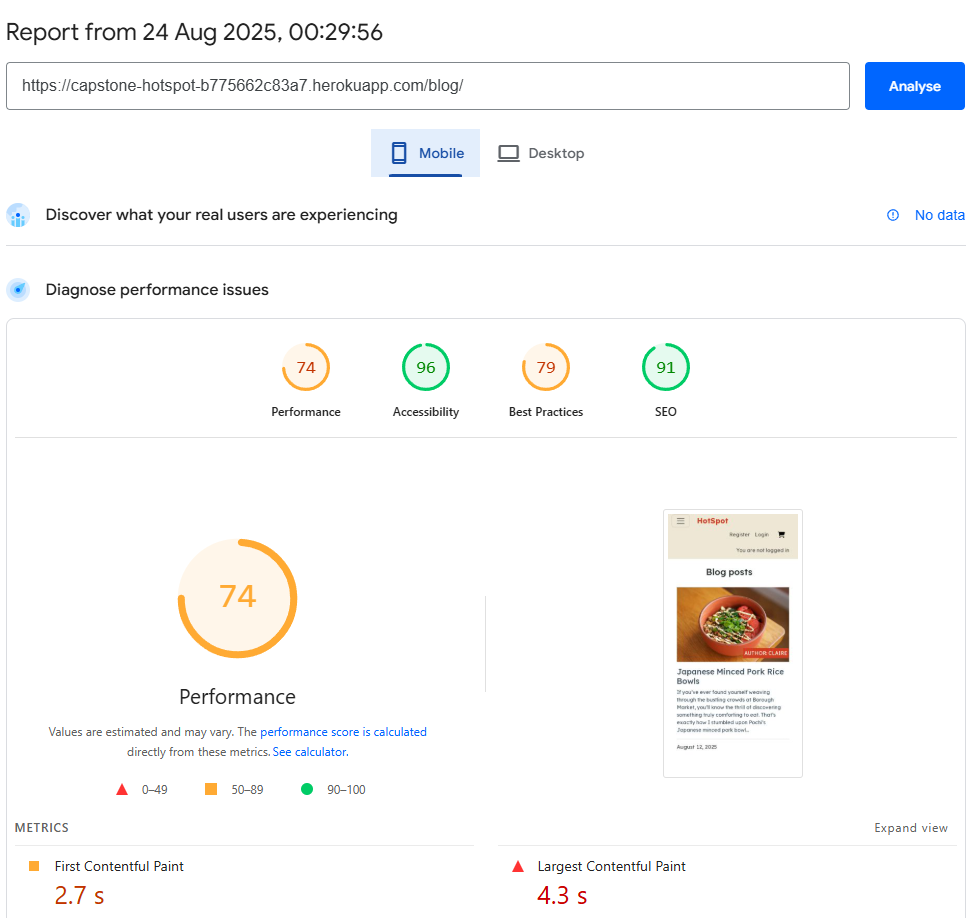 Report from 24 Aug 2025, 00:29:56
https://capstone-hotspot-b775662c83a7.herokuapp.com/blog/
Analyse
Mobile
Desktop
Discover what your real users are experiencing
No data
Diagnose performance issues
74
96
79
91
Performance
Accessibility
Best Practices
SEO
74
Performance
Values are estimated and may vary. The performance score is calculated
directly from these metrics. See calculator.
0–49
50–89
90–100
HotSpot
Register Login
You are not logged in
Blog posts
AUTHOR: CLAIRE
Japanese Minced Pork Rice
Bowls
If you've ever found yourself weaving
through the bustling crowds at Borough
Market, you'll know the thrill of discovering
something truly comforting to eat. That's
exactly how I stumbled upon Pochi's
Japanese minced pork bowl...
August 12, 2025
METRICS
Expand view
First Contentful Paint
2.7 s
Largest Contentful Paint
4.3 s